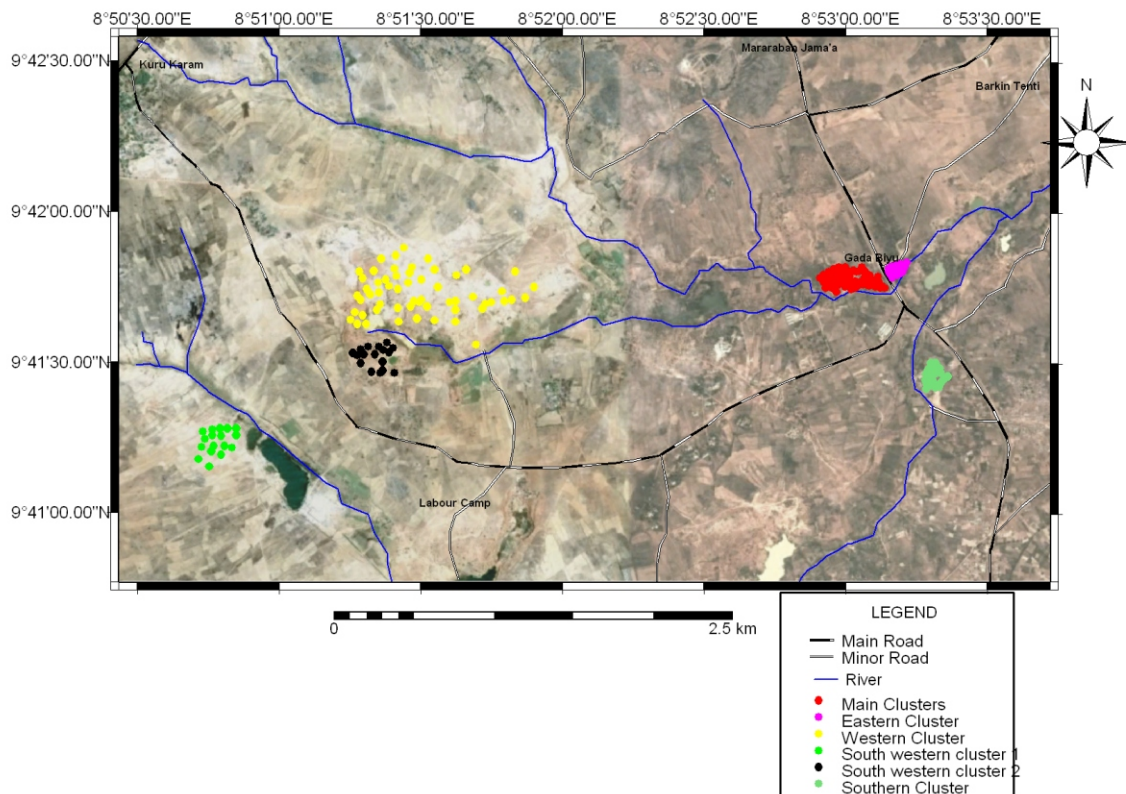 8°50'30.00"E 8°51'00.00"E 8°51'30.00"E 8°52'00.00"E 8°52'30.00"E 8°53'00.00"E 8°53'30.00"E
Mararaban Jama'a
9°42'30.00"N
Kuru Karam
Barkin Tenti
N
9°42'00.00"N
Gada Biyu
9°41'30.00"N
9°41'00.00"N
Labour Camp
0 2.5 km
LEGEND
Main Road
Minor Road
River
Main Clusters
Eastern Cluster
Western Cluster
South western cluster 1
South western cluster 2
Southern Cluster